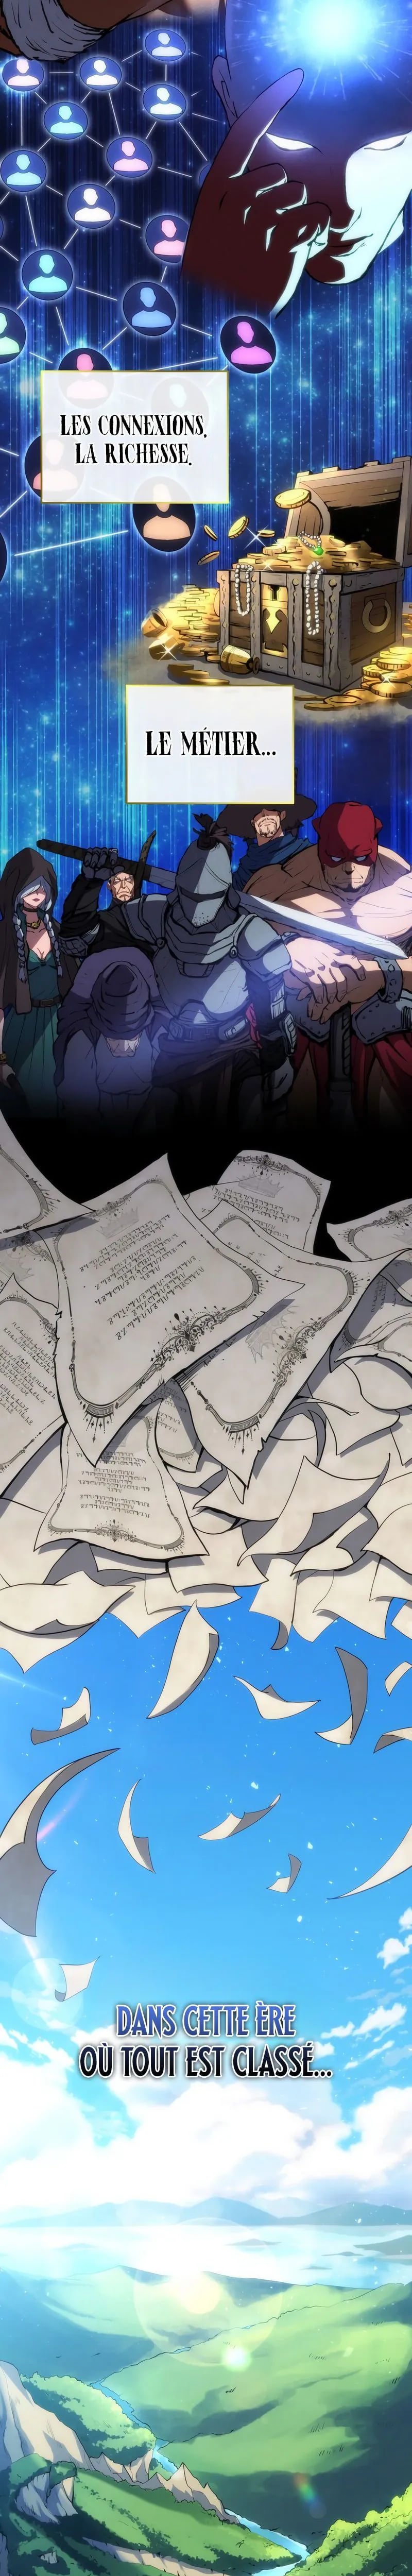 LES CONNEXIONS,
LA RICHESSE,
LE MÉTIER...
DANS CETTE ÈRE
OÙ TOUT EST CLASSÉ...